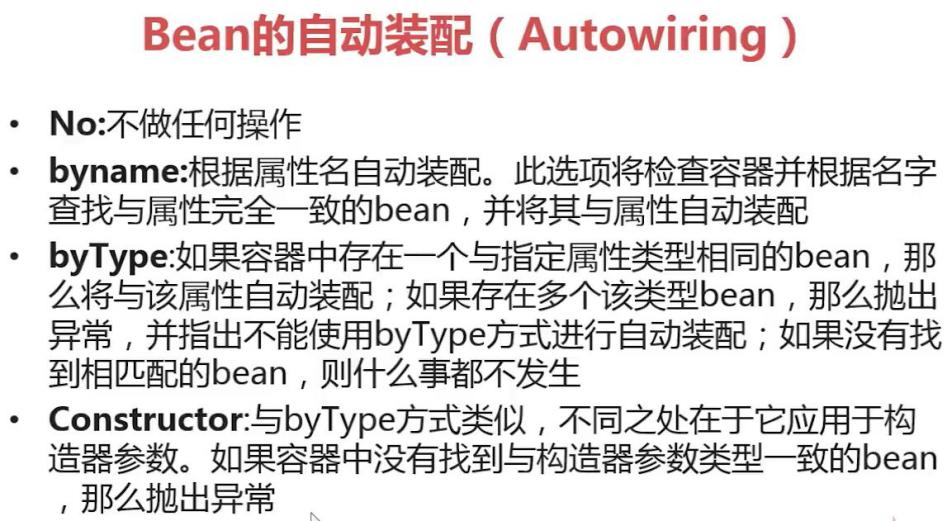 Bean的自动装配（Autowiring）
• No:不做任何操作
• byname:根据属性名自动装配。此选项将检查容器并根据名字
查找与属性完全一致的bean，并将其与属性自动装配
• byType:如果容器中存在一个与指定属性类型相同的bean，那
么将与该属性自动装配；如果存在多个该类型bean，那么抛出
异常，并指出不能使用byType方式进行自动装配；如果没有找
到相匹配的bean，则什么事都不发生
• Constructor:与byType方式类似，不同之处在于它应用于构
造器参数。如果容器中没有找到与构造器参数类型一致的bean
，那么抛出异常